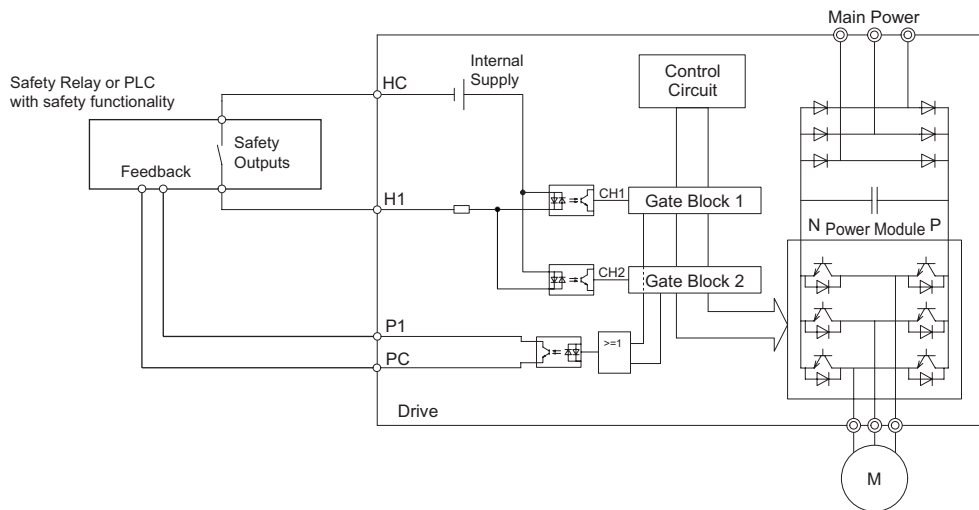 Main Power
Internal
Supply
Control
Circuit
HC
Safety Relay or PLC
with safety functionality
Safety
Outputs
Feedback
H1
CH1
Gate Block 1
N
P
Power Module
CH2
Gate Block 2
P1
>=1
PC
Drive
M